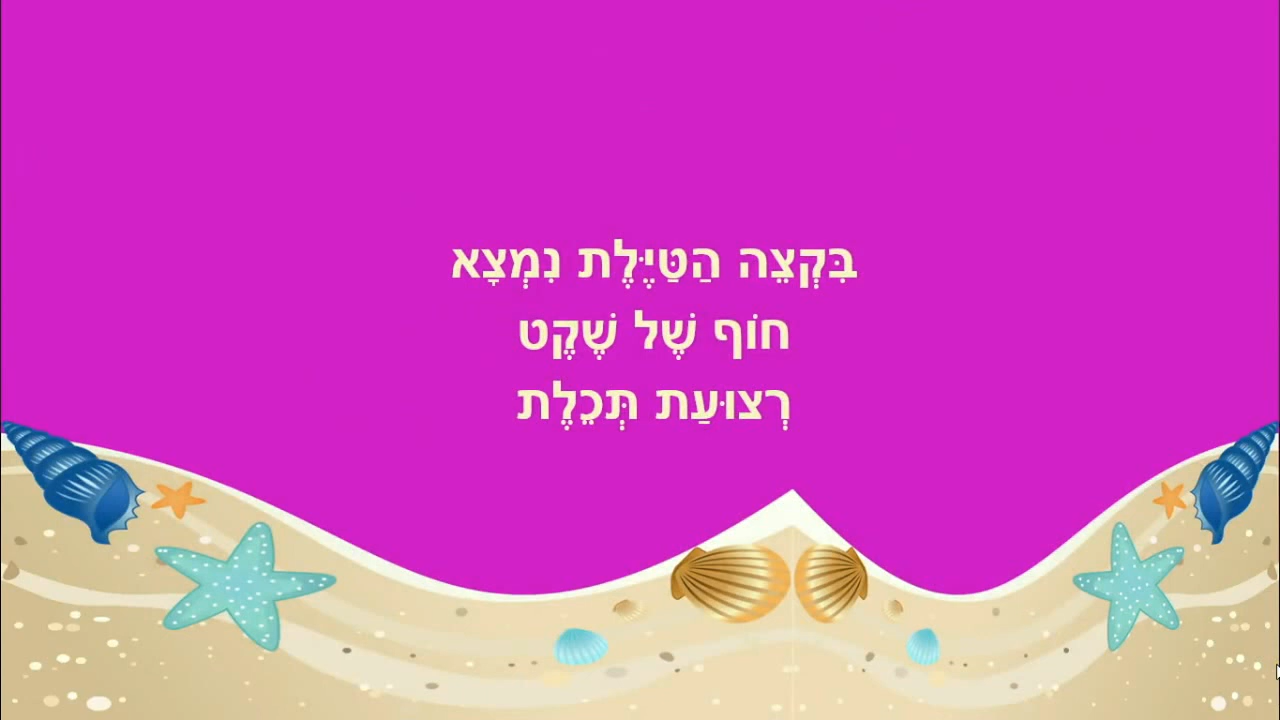 בִּקְצֵה הַטַּיֶּלֶת נִמְצָא
חוֹף שֶׁל שֶׁקֶט
רְצוּעַת תְּכֵלֶת